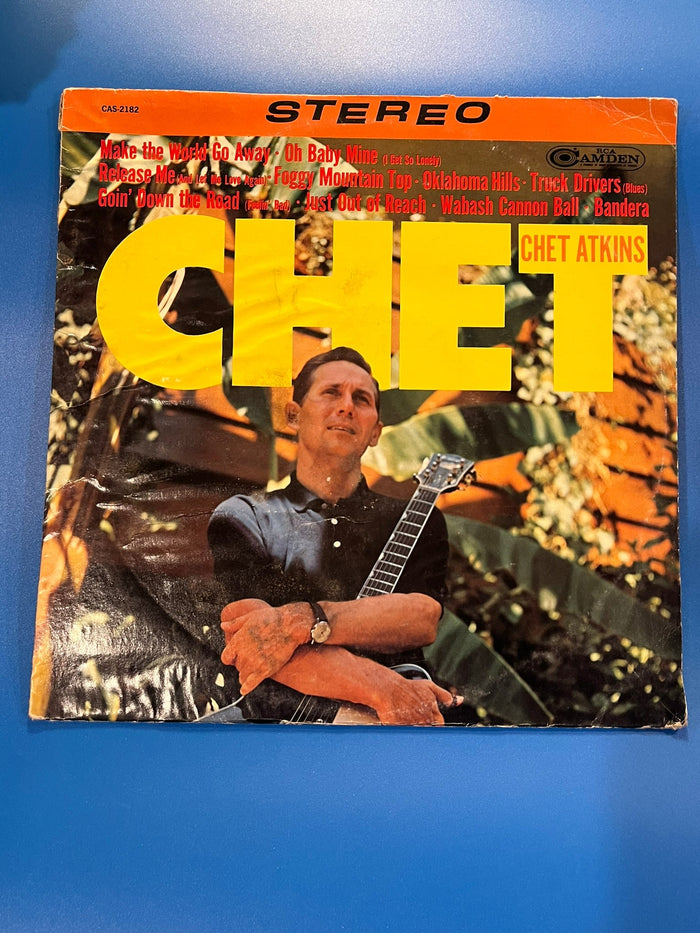 CAS-2182
STEREO
Make the World Go Away · Oh Baby Mine (I Get So Lonely)
Release Me (And Let Me Love Again) · Foggy Mountain Top · Oklahoma Hills · Truck Drivers (Blues)
Goin' Down the Road (Feelin' Bad) · Just Out of Reach · Wabash Cannon Ball · Bandera
RCA
CAMDEN
CHET
CHET ATKINS